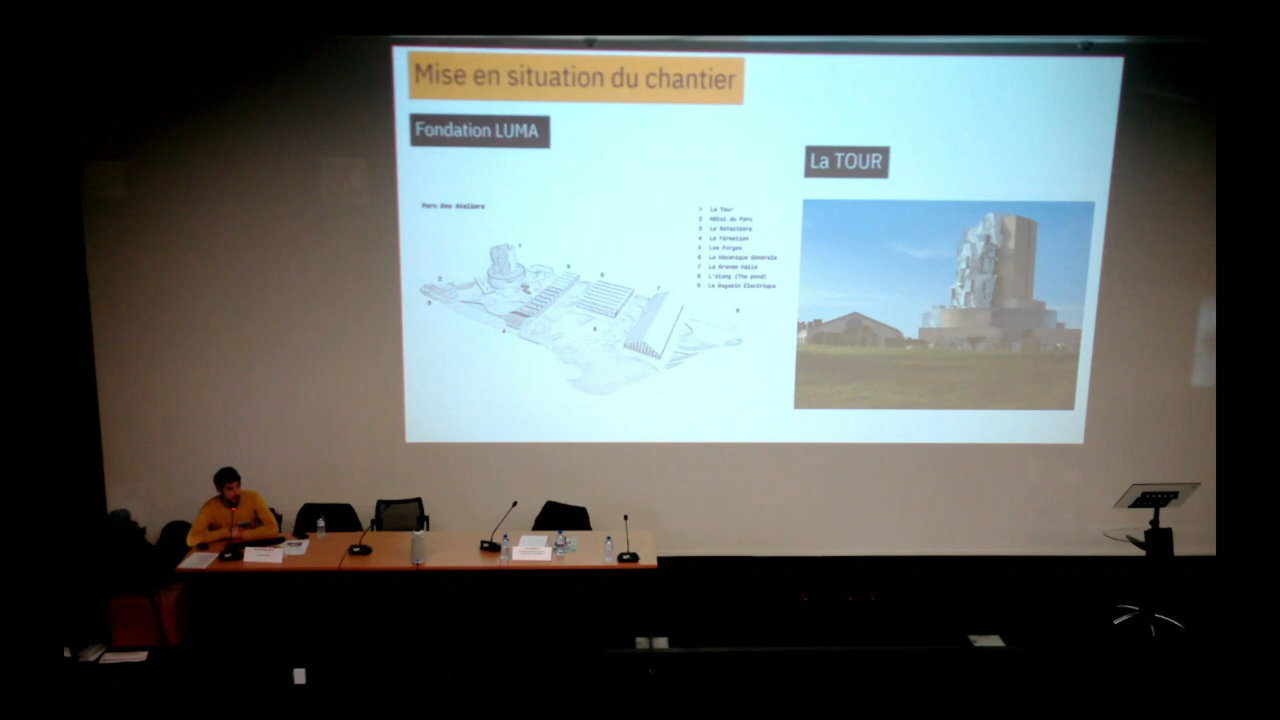 Mise en situation du chantier
Fondation LUMA
La TOUR
Parc Des Ateliers
1 La Tour
2 Hôtel du Parc
3 Le Réfectoire
4 La Formation
5 Les Forges
6 La Mécanique Générale
7 La Grande Halle
8 L'étang (The pond)
9 Le Magasin Électrique